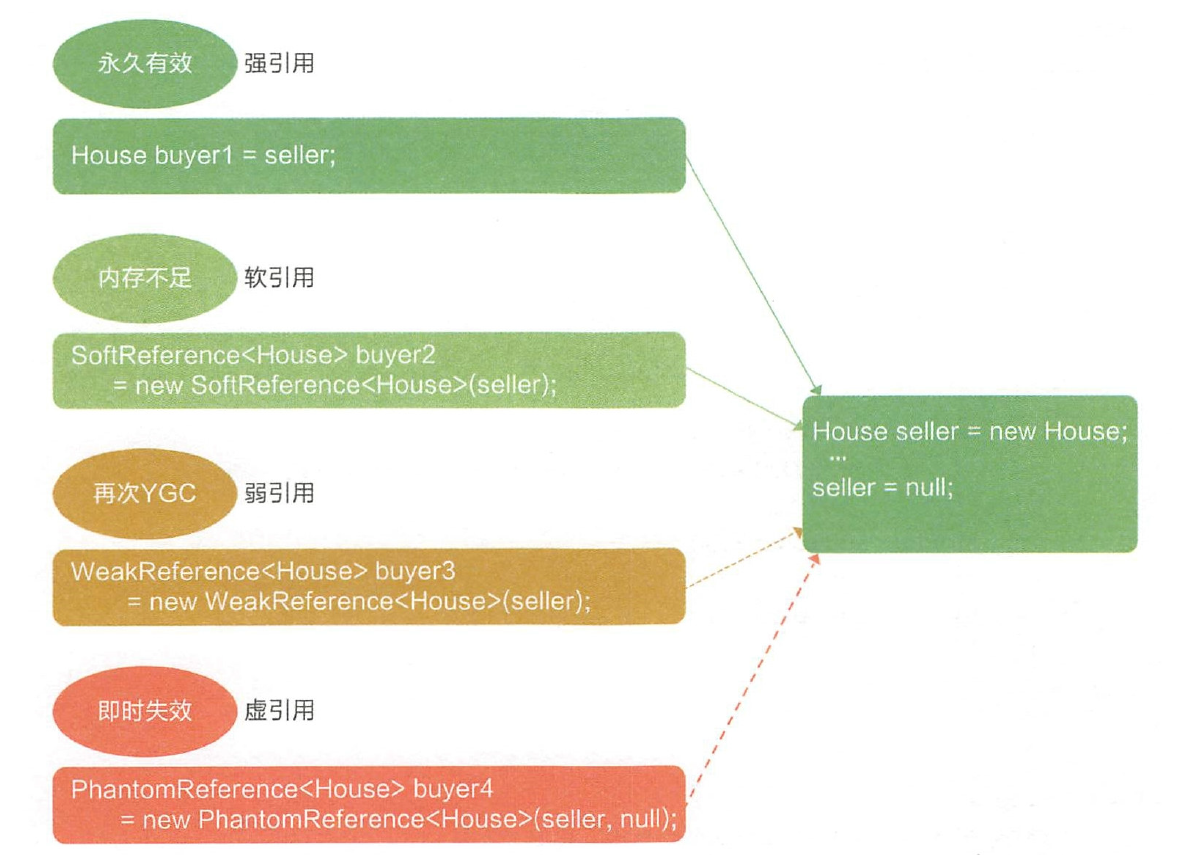 永久有效 强引用
House buyer1 = seller;
内存不足 软引用
SoftReference<House> buyer2
= new SoftReference<House>(seller);
House seller = new House;
...
seller = null;
再次YGC 弱引用
WeakReference<House> buyer3
= new WeakReference<House>(seller);
即时失效 虚引用
PhantomReference<House> buyer4
= new PhantomReference<House>(seller, null);